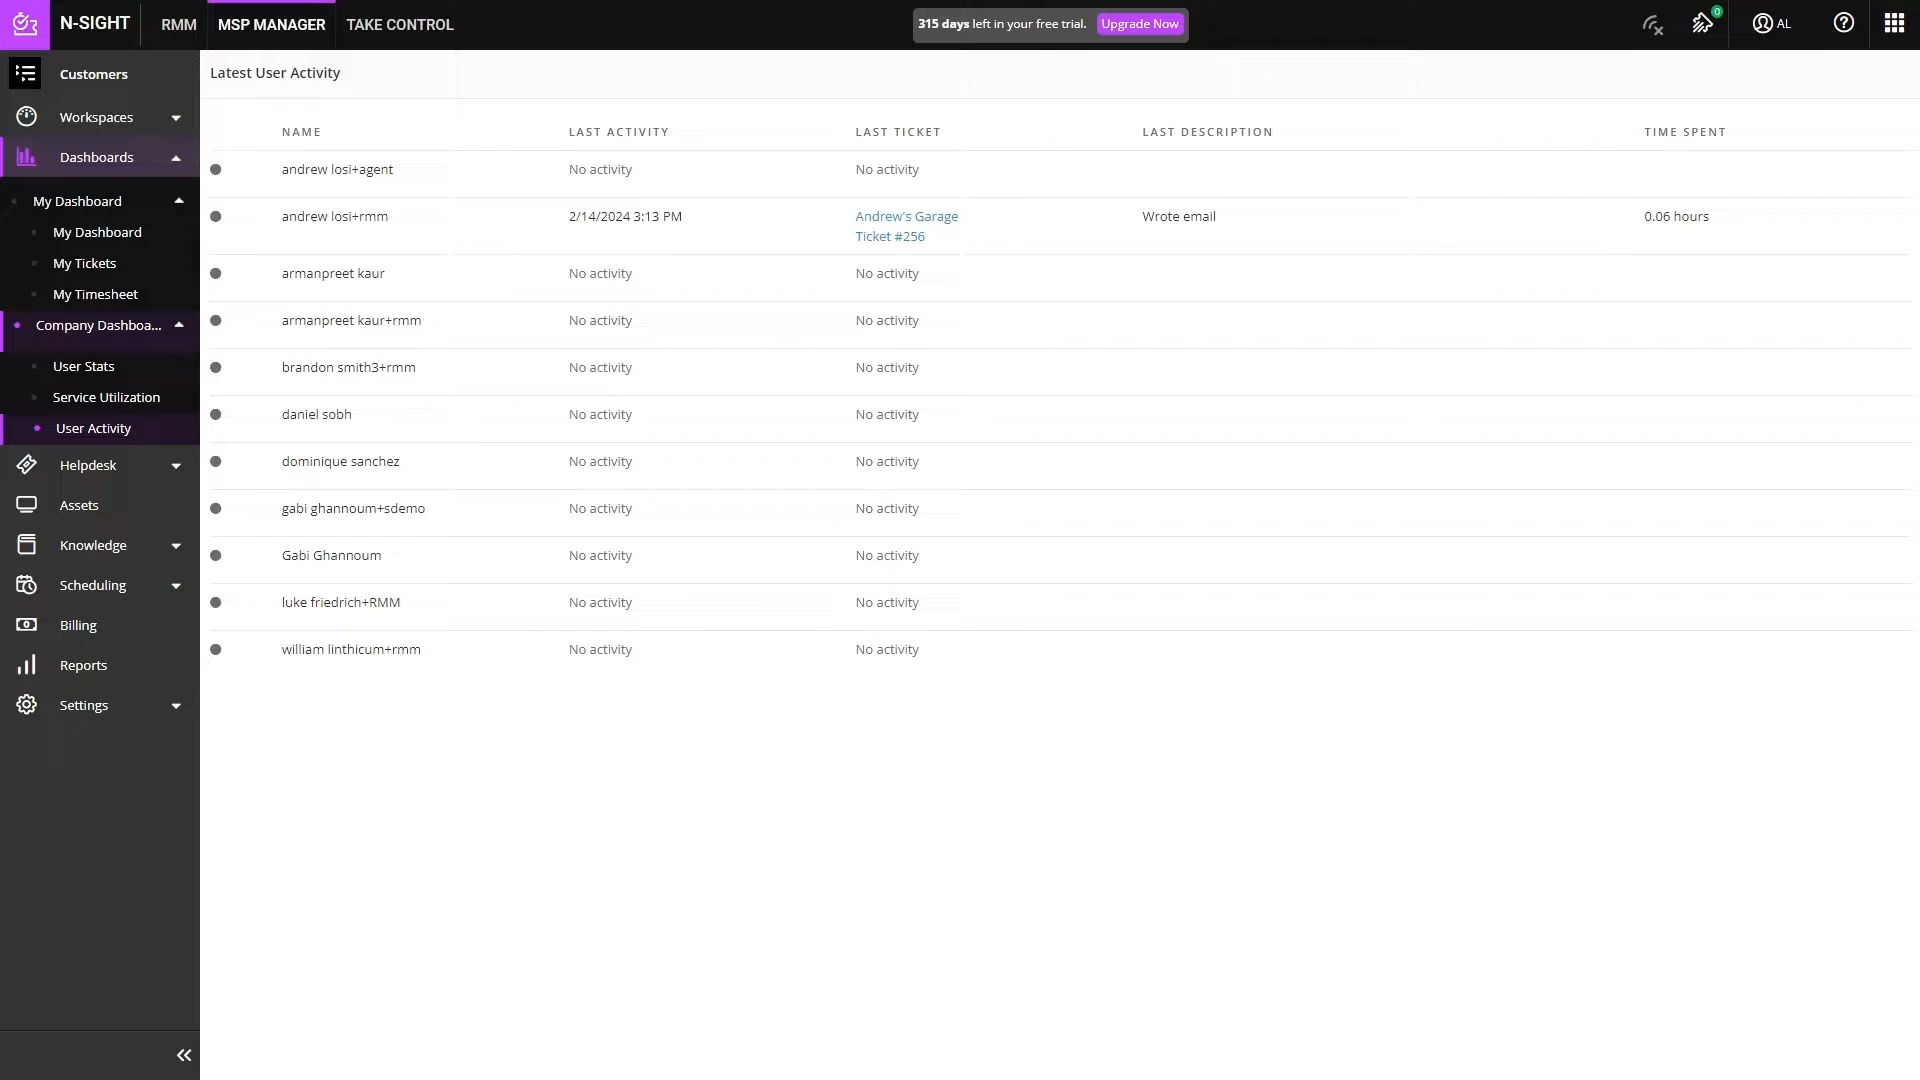 N-SIGHT
RMM
MSP MANAGER
TAKE CONTROL
315 days left in your free trial.
Upgrade Now
0
AL
Customers
Workspaces
Dashboards
My Dashboard
My Dashboard
My Tickets
My Timesheet
Company Dashboa...
User Stats
Service Utilization
User Activity
Helpdesk
Assets
Knowledge
Scheduling
Billing
Reports
Settings
Latest User Activity
NAME LAST ACTIVITY LAST TICKET LAST DESCRIPTION TIME SPENT
andrew losi+agent No activity No activity
andrew losi+rmm 2/14/2024 3:13 PM Andrew's Garage Wrote email 0.06 hours
Ticket #256
armanpreet kaur No activity No activity
armanpreet kaur+rmm No activity No activity
brandon smith3+rmm No activity No activity
daniel sobh No activity No activity
dominique sanchez No activity No activity
gabi ghannoum+sdemo No activity No activity
Gabi Ghannoum No activity No activity
luke friedrich+RMM No activity No activity
william linthicum+rmm No activity No activity